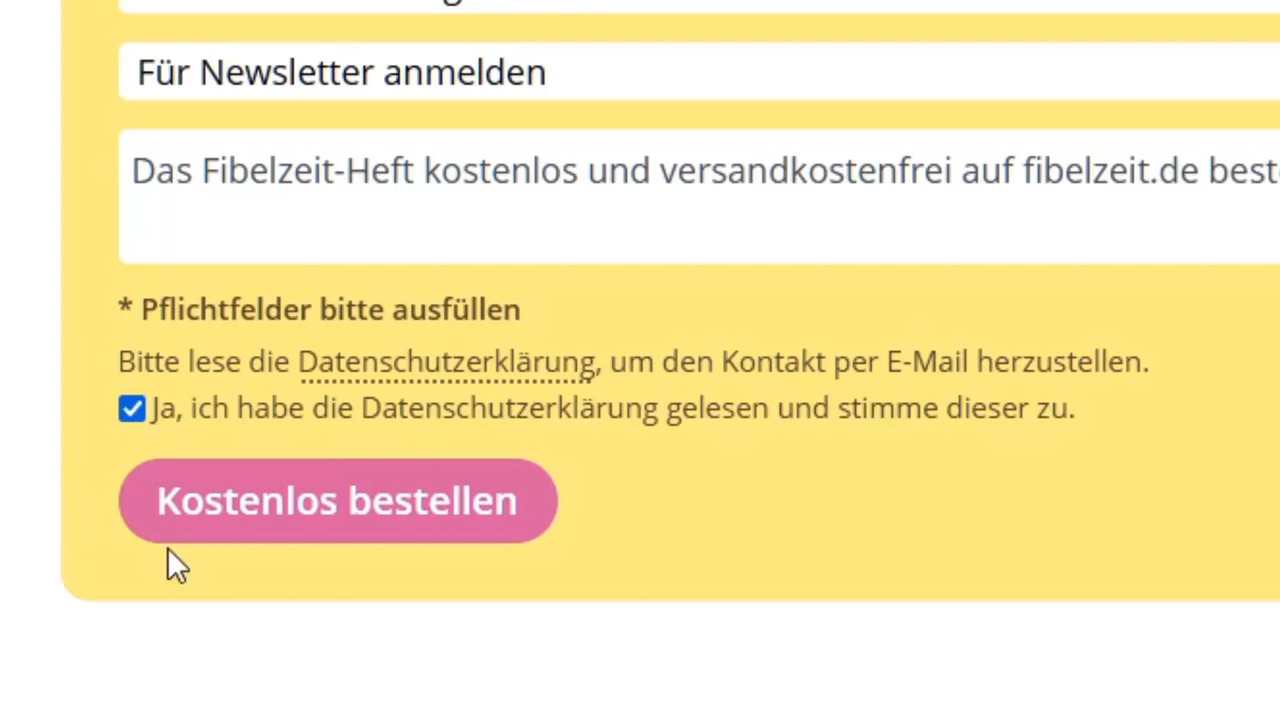 Für Newsletter anmelden
Das Fibelzeit-Heft kostenlos und versandkostenfrei auf fibelzeit.de
* Pflichtfelder bitte ausfüllen
Bitte lese die Datenschutzerklärung, um den Kontakt per E-Mail herzustellen.
Ja, ich habe die Datenschutzerklärung gelesen und stimme dieser zu.
Kostenlos bestellen